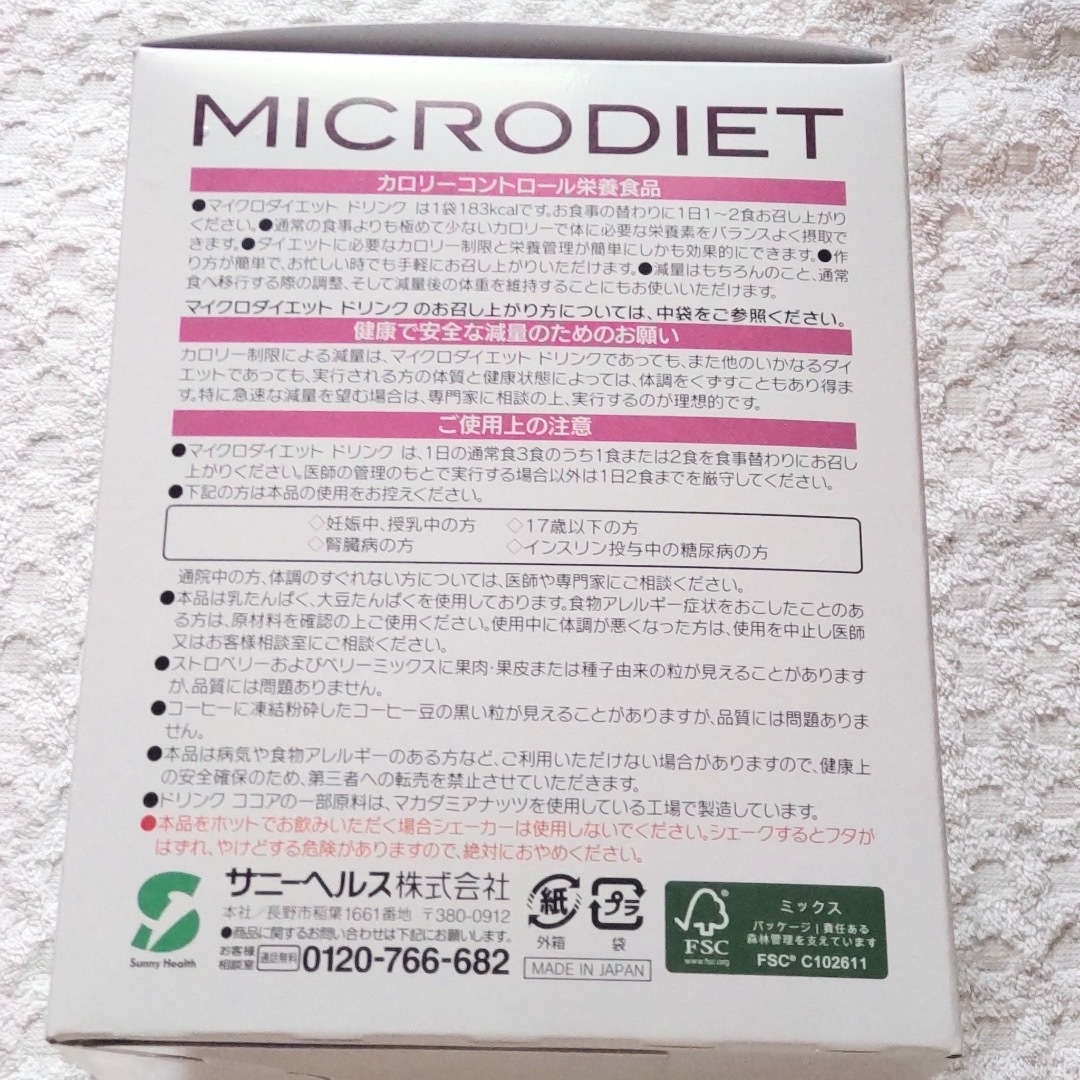 MICRODIET
カロリーコントロール栄養食品
●マイクロダイエット ドリンク は1袋183kcalです。お食事の替わりに1日1〜2食お召し上がり
ください。●通常の食事よりも極めて少ないカロリーで体に必要な栄養素をバランスよく摂取で
きます。●ダイエットに必要なカロリー制限と栄養管理が簡単にしかも効果的にできます。●作
り方が簡単で、お忙しい時でも手軽にお召し上がりいただけます。●減量はもちろんのこと、通常
食へ移行する際の調整、そして減量後の体重を維持することにもお使いいただけます。
マイクロダイエット ドリンク のお召し上がり方については、中袋をご参照ください。
健康で安全な減量のためのお願い
カロリー制限による減量は、マイクロダイエット ドリンクであっても、また他のいかなるダイ
エットであっても、実行される方の体質と健康状態によっては、体調をくずすこともあり得ま
す。特に急速な減量を望む場合は、専門家に相談の上、実行するのが理想的です。
ご使用上の注意
●マイクロダイエット ドリンク は、1日の通常食3食のうち1食または2食を食事替わりにお召し
上がりください。医師の管理のもとで実行する場合以外は1日2食までを厳守してください。
●下記の方は本品の使用をお控えください。
◇妊娠中、授乳中の方 ◇17歳以下の方
◇腎臓病の方 ◇インスリン投与中の糖尿病の方
通院中の方、体調のすぐれない方については、医師や専門家にご相談ください。
●本品は乳たんぱく、大豆たんぱくを使用しております。食物アレルギー症状をおこしたことのあ
る方は、原材料を確認の上ご使用ください。使用中に体調が悪くなった方は、使用を中止し医師
又はお客様相談室にご相談ください。
●ストロベリーおよびベリーミックスに果肉・果皮または種子由来の粒が見えることがあります
が、品質には問題ありません。
●コーヒーに凍結粉砕したコーヒー豆の黒い粒が見えることがありますが、品質には問題ありま
せん。
●本品は病気や食物アレルギーのある方など、ご利用いただけない場合がありますので、健康上
の安全確保のため、第三者への転売を禁止させていただきます。
●ドリンク ココアの一部原料は、マカダミアナッツを使用している工場で製造しています。
●本品をホットでお飲みいただく場合シェーカーは使用しないでください。シェークするとフタが
はずれ、やけどする危険がありますので、絶対におやめください。
Sunny Health
サニーヘルス株式会社
本社/長野市稲葉1661番地 〒380-0912
●商品に関するお問い合わせは下記にお願いします。
お客様相談室 通話無料 0120-766-682
紙 プラ
外箱 袋
MADE IN JAPAN
FSC
www.fsc.org
ミックス
パッケージ|責任ある
森林管理を支えています
FSC® C102611